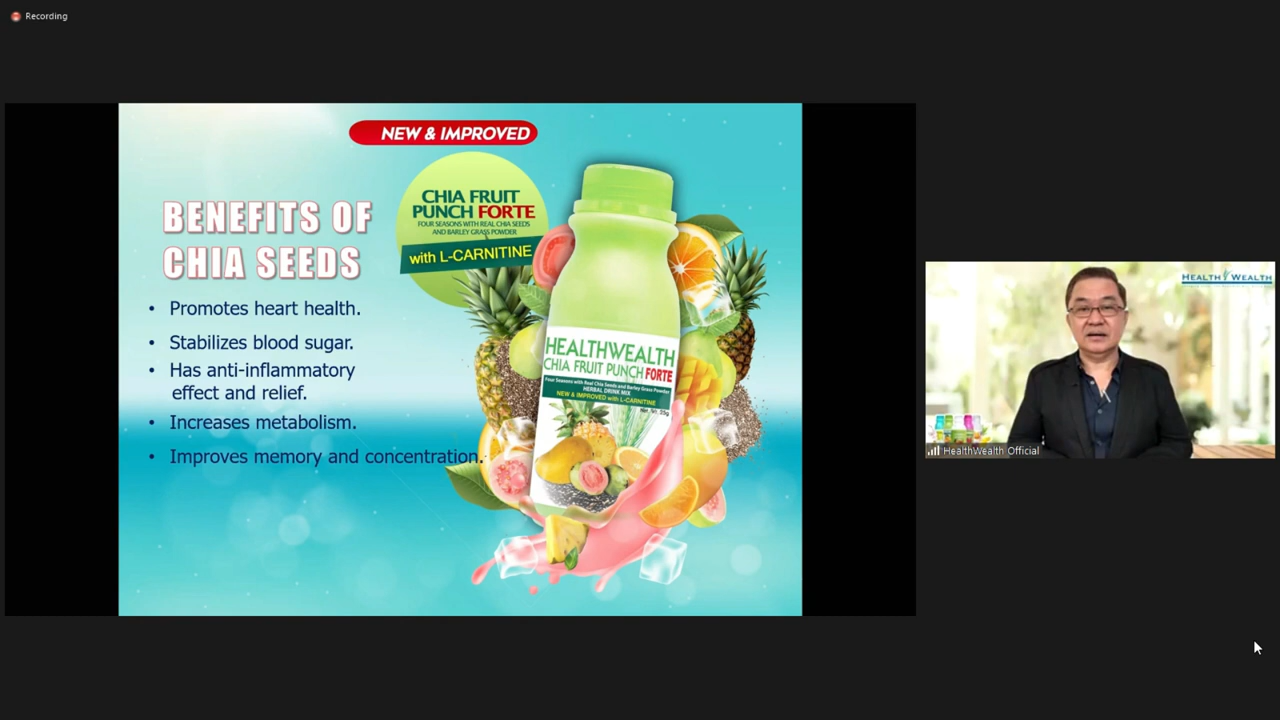 Recording
NEW & IMPROVED
CHIA FRUIT
PUNCH FORTE
FOUR SEASONS WITH REAL CHIA SEEDS
AND BARLEY GRASS POWDER
with L-CARNITINE
BENEFITS OF
CHIA SEEDS
• Promotes heart health.
• Stabilizes blood sugar.
• Has anti-inflammatory
effect and relief.
• Increases metabolism.
• Improves memory and concentration.
HEALTHWEALTH
CHIA FRUIT PUNCH FORTE
Four Seasons with Real Chia Seeds and Barley Grass Powder
HERBAL DRINK MIX
NEW & IMPROVED with L-CARNITINE
Net. Wt. 55g
HEALTH WEALTH
HealthWealth Official